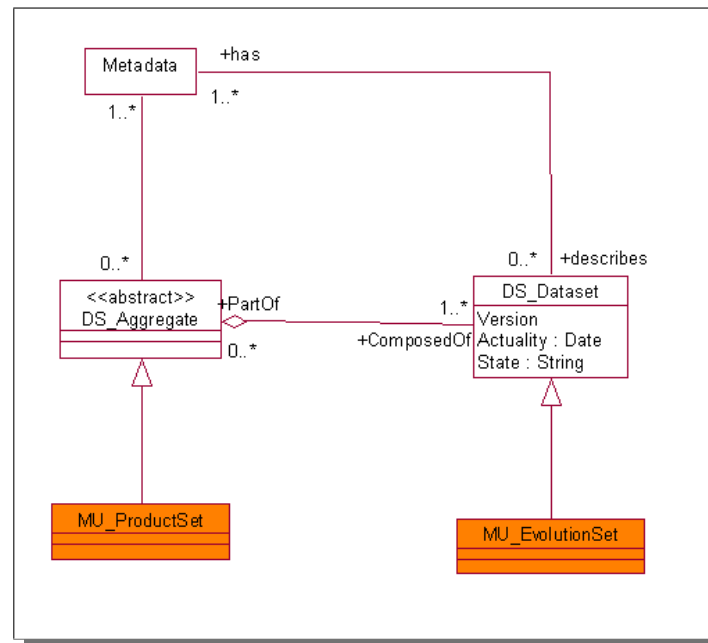 +has
Metadata
1..*
1..*
0..*
0..*
+describes
<<abstract>>
DS_Aggregate
+PartOf
0..*
1..*
+ComposedOf
DS_Dataset
Version
Actuality : Date
State : String
MU_ProductSet
MU_EvolutionSet